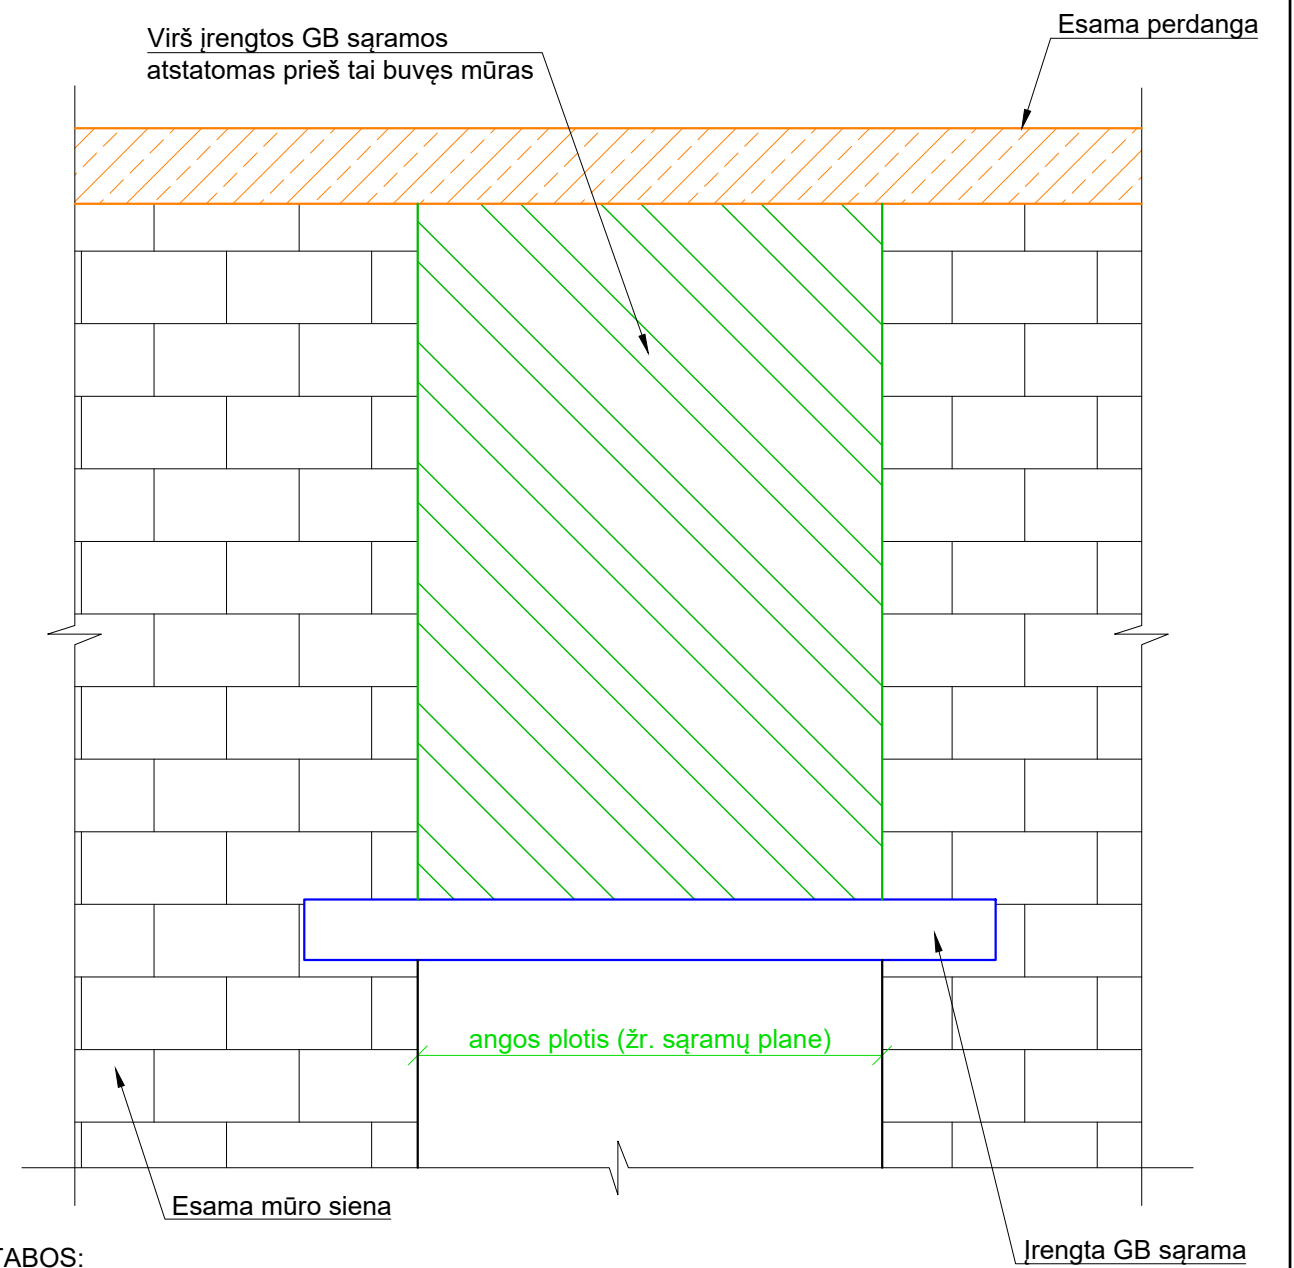 Esama perdanga
Virš įrengtos GB sąramos
atstatomas prieš tai buvęs mūras
angos plotis (žr. sąramų plane)
Esama mūro siena
Įrengta GB sąrama
TABOS: